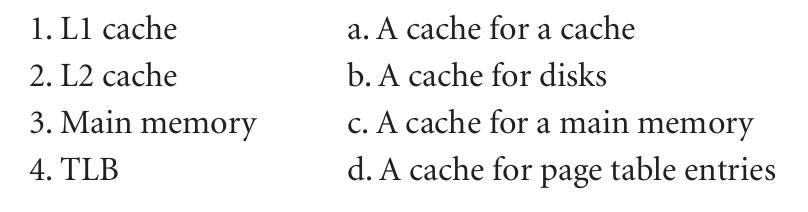 1. L1 cache a. A cache for a cache
2. L2 cache b. A cache for disks
3. Main memory c. A cache for a main memory
4. TLB d. A cache for page table entries